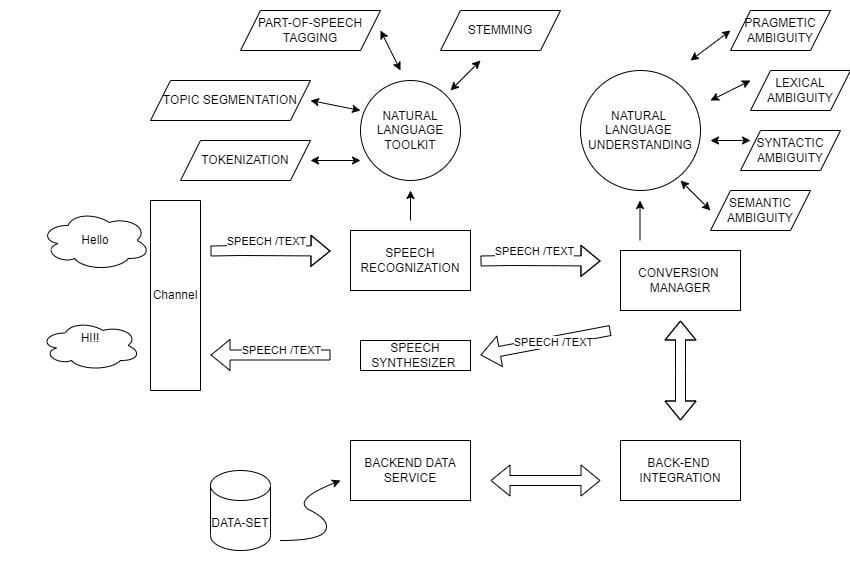 PART-OF-SPEECH
TAGGING
STEMMING
PRAGMETIC
AMBIGUITY
TOPIC SEGMENTATION
NATURAL
LANGUAGE
TOOLKIT
NATURAL
LANGUAGE
UNDERSTANDING
LEXICAL
AMBIGUITY
TOKENIZATION
SYNTACTIC
AMBIGUITY
SEMANTIC
AMBIGUITY
Hello
Channel
SPEECH /TEXT
SPEECH
RECOGNIZATION
SPEECH /TEXT
CONVERSION
MANAGER
HI!!
SPEECH /TEXT
SPEECH
SYNTHESIZER
SPEECH /TEXT
BACKEND DATA
SERVICE
BACK-END
INTEGRATION
DATA-SET